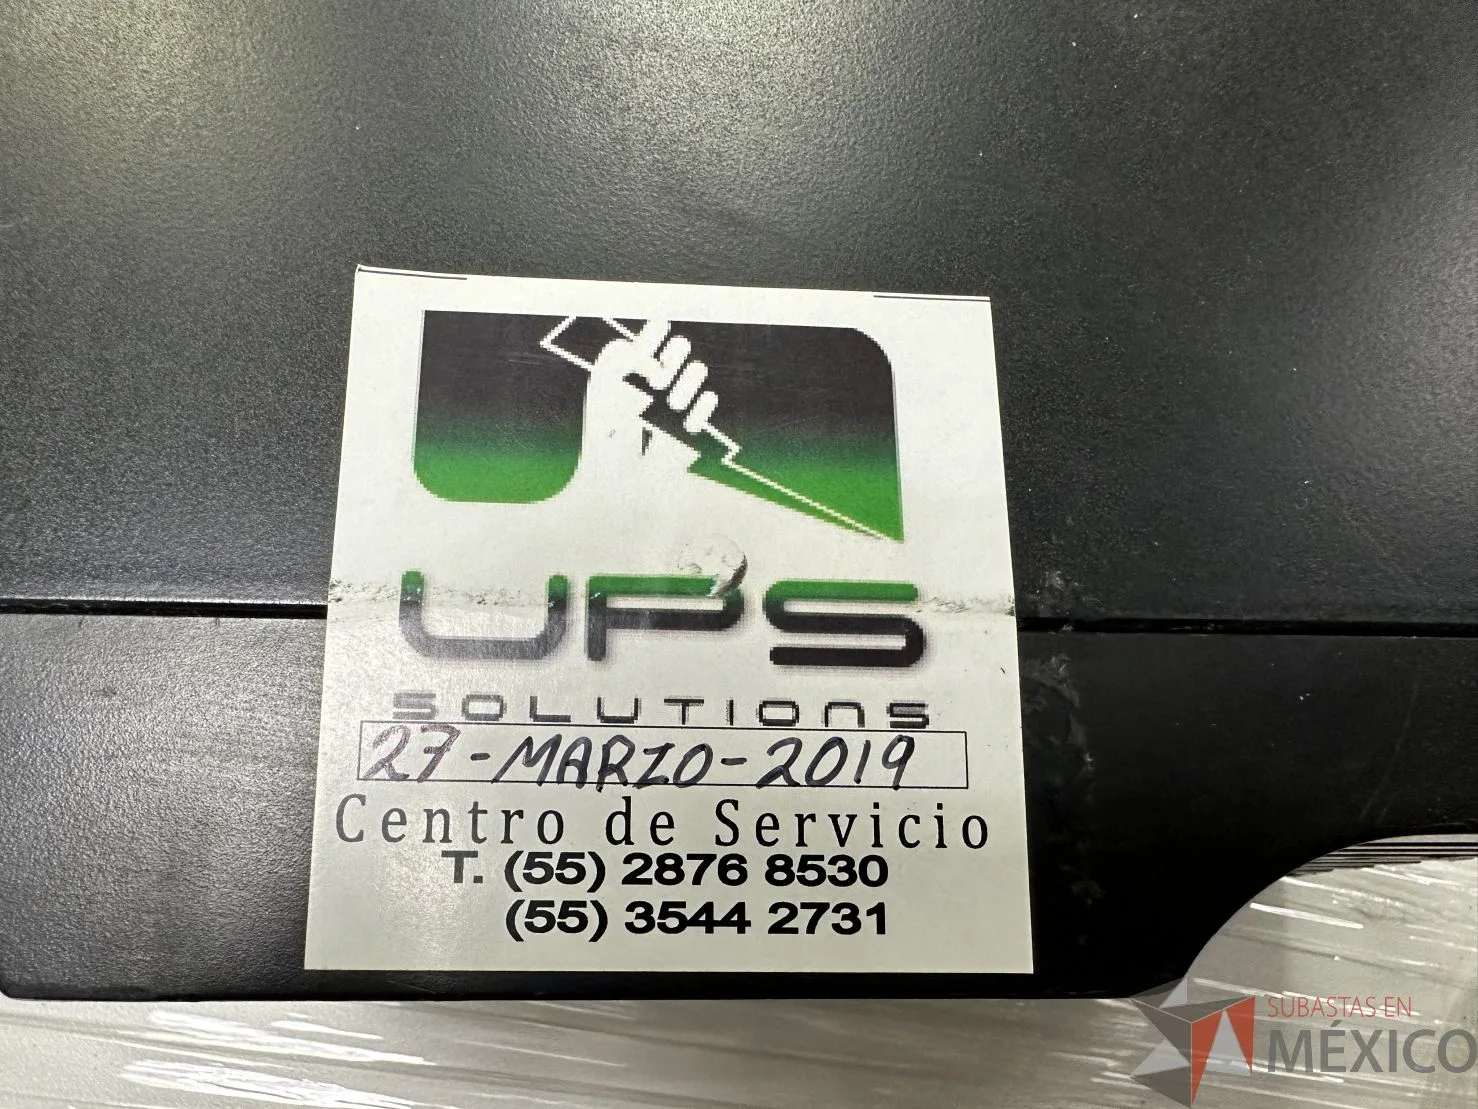 UPS
SOLUTIONS
27-MARZO-2019
Centro de Servicio
T. (55) 2876 8530
(55) 3544 2731
SUBASTAS EN
MÉXICO